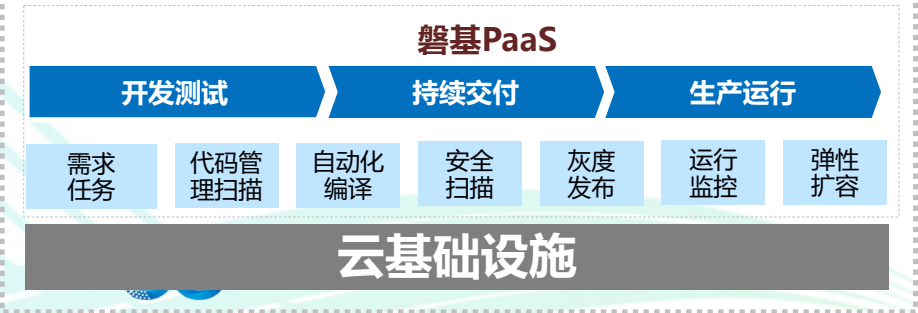 磐基PaaS
开发测试
持续交付
生产运行
需求
任务
代码管
理扫描
自动化
编译
安全
扫描
灰度
发布
运行
监控
弹性
扩容
云基础设施